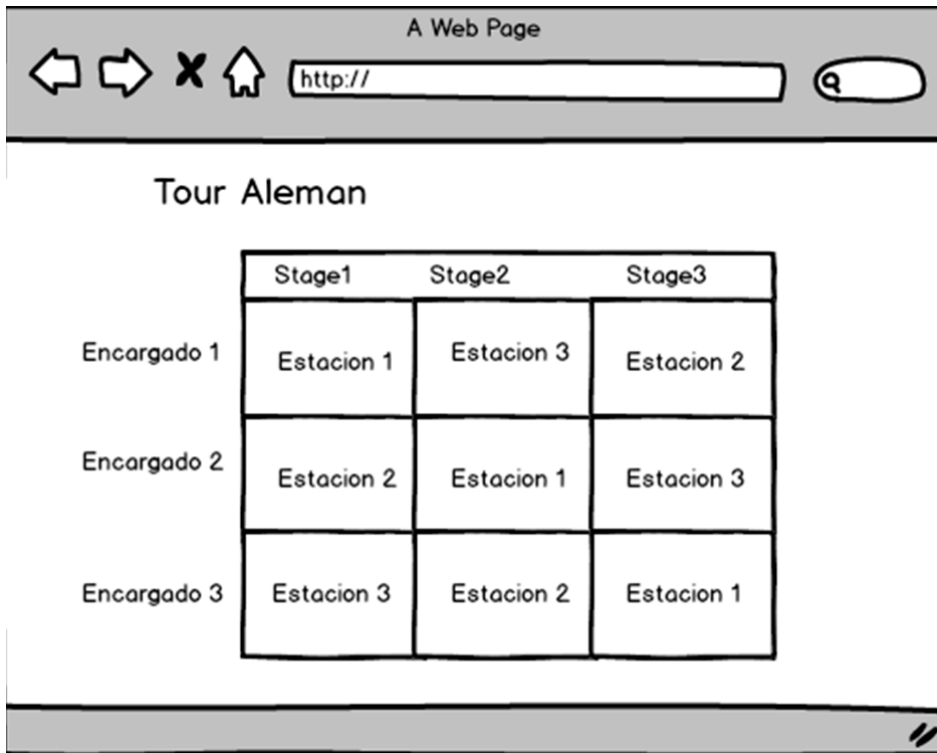 A Web Page
http://
Tour Aleman
Stage1 Stage2 Stage3
Encargado 1 Estacion 1 Estacion 3 Estacion 2
Encargado 2 Estacion 2 Estacion 1 Estacion 3
Encargado 3 Estacion 3 Estacion 2 Estacion 1